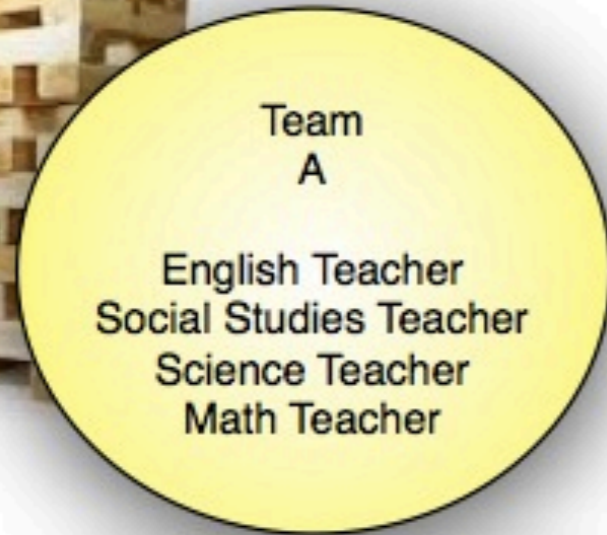 Team
A
English Teacher
Social Studies Teacher
Science Teacher
Math Teacher